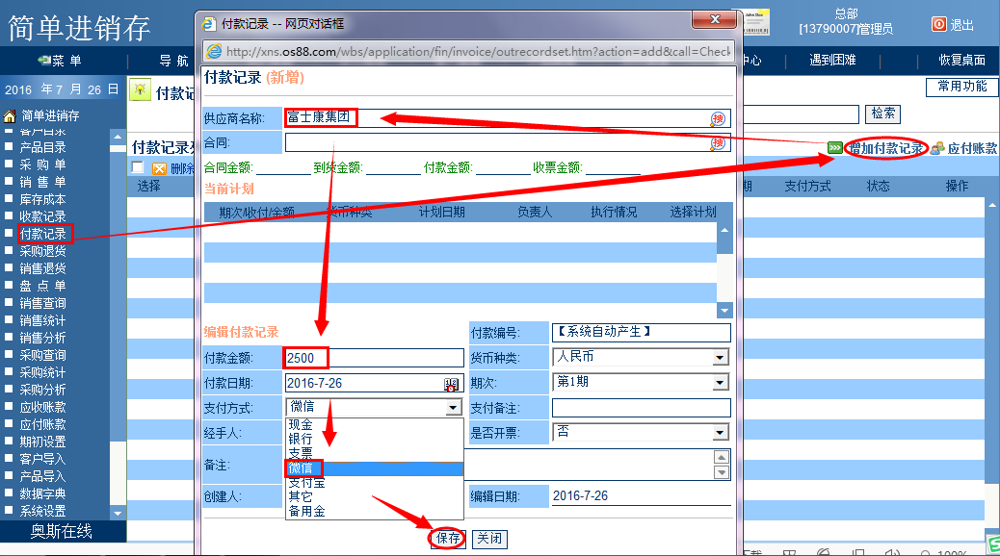 简单进销存
付款记录 -- 网页对话框
John Doe
总部
[13790007]管理员
退出
菜 单
导 航
http://xns.os88.com/wbs/application/fin/invoice/outrecordset.htm?action=add&call=Check
中心
遇到困难
恢复桌面
2016 年 7 月 26 日
付款记
付款记录 (新增)
常用功能
简单进销存
供应商名称:
富士康集团
搜
检索
客户目录
产品目录
采 购 单
销 售 单
库存成本
收款记录
付款记录
采购退货
销售退货
盘 点 单
销售查询
销售统计
销售分析
采购查询
采购统计
采购分析
应收账款
应付账款
期初设置
客户导入
产品导入
数据字典
系统设置
奥斯在线
付款记录列
合同:
搜
增加付款记录
应付账款
删除
合同金额:
到货金额:
付款金额:
收票金额:
选择
当前计划
期
支付方式
状态
操作
期次/收付/金额
货币种类
计划日期
负责人
执行情况
选择计划
编辑付款记录
付款编号:
【系统自动产生】
付款金额:
2500
货币种类:
人民币
付款日期:
2016-7-26
期次:
第1期
支付方式:
微信
支付备注:
经手人:
现金
银行
支票
微信
支付宝
其它
备用金
是否开票:
否
备注:
创建人:
编辑日期:
2016-7-26
保存
关闭
100%